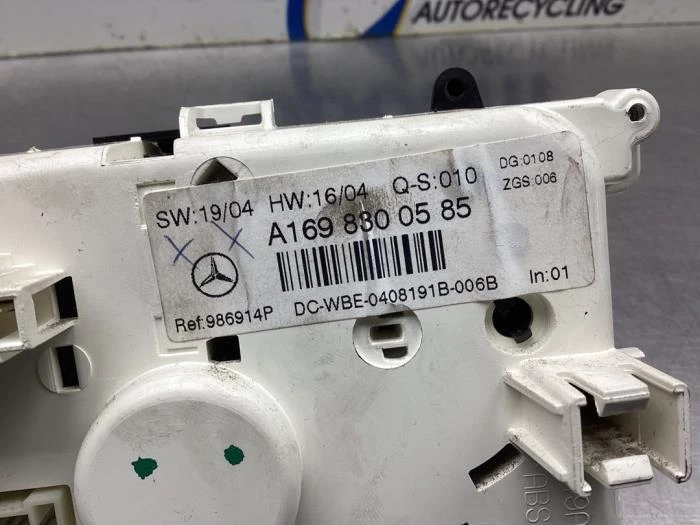 AUTORECYCLING
SW:19/04 HW:16/04 Q-S:010 DG:0108
ZGS:006
A169 830 05 85
Ref:986914P DC-WBE-0408191B-006B In:01
ABS